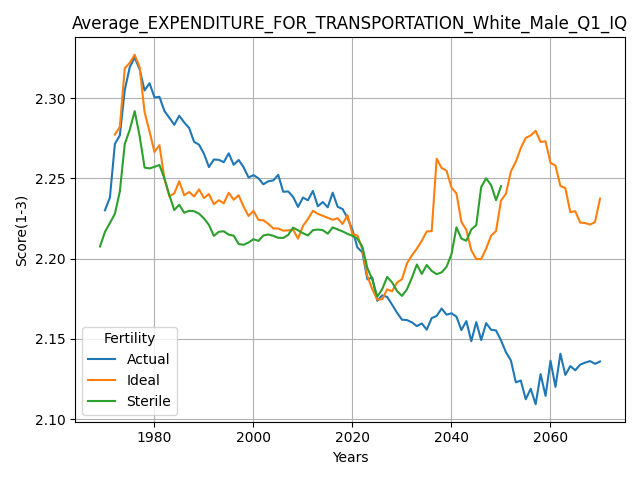 Average_EXPENDITURE_FOR_TRANSPORTATION_White_Male_Q1_IQ
Score(1-3)
2.30
2.25
2.20
2.15
2.10
Fertility
Actual
Ideal
Sterile
1980
2000
2020
2040
2060
Years